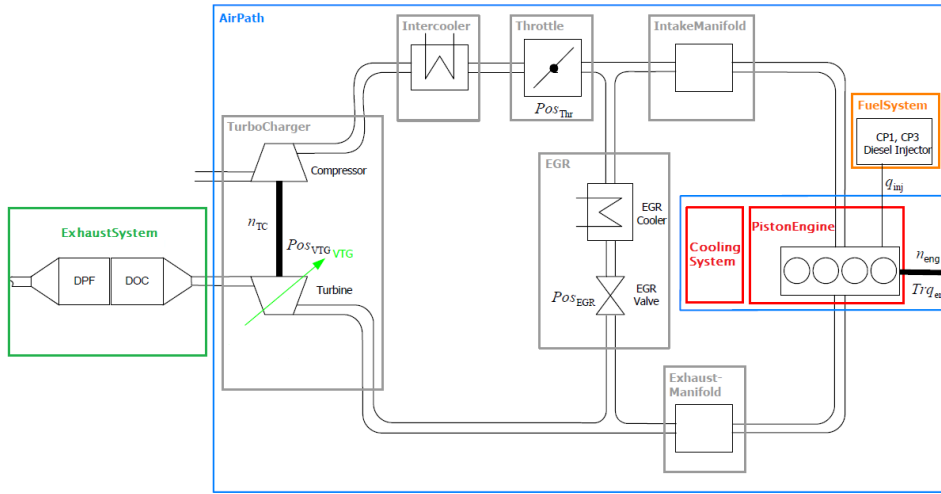 AirPath
Intercooler
Throttle
IntakeManifold
Pos_Thr
FuelSystem
CP1, CP3
Diesel Injector
q_inj
TurboCharger
Compressor
n_TC
Pos_VTG
VTG
Turbine
EGR
EGR
Cooler
Pos_EGR
EGR
Valve
ExhaustSystem
DPF
DOC
Cooling
System
PistonEngine
n_eng
Trq_en
Exhaust-
Manifold